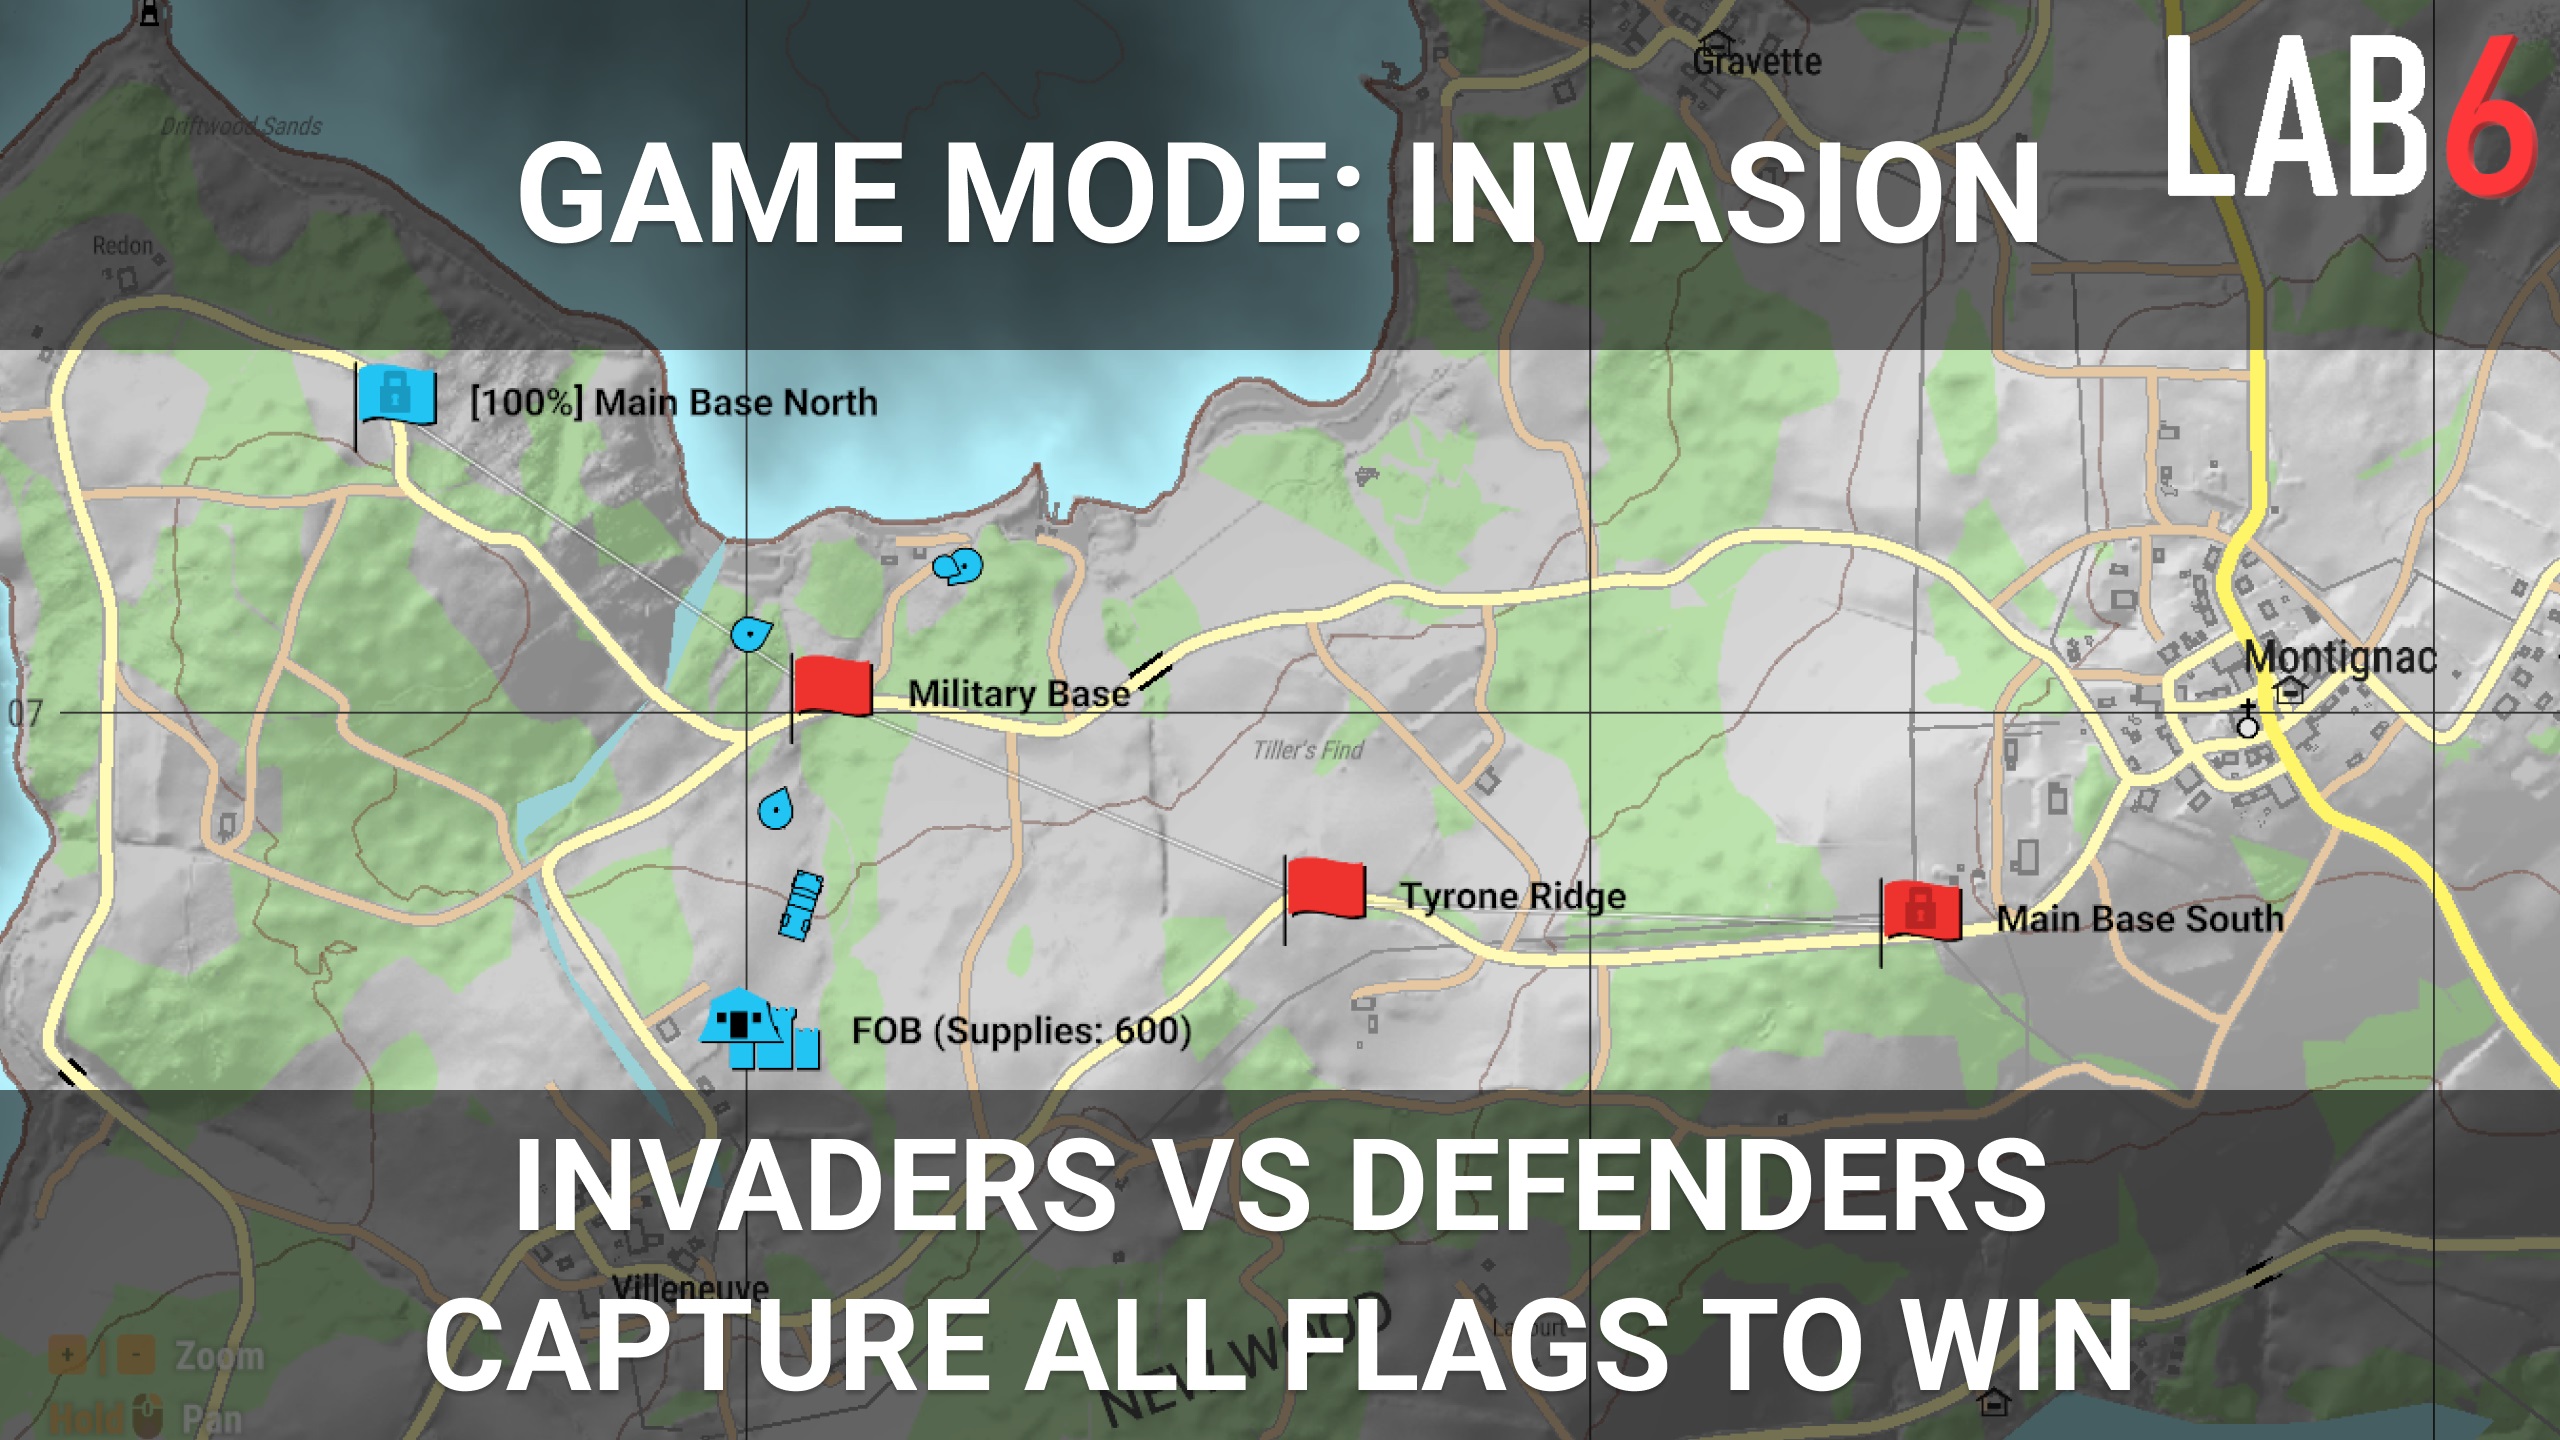 Gravette
LAB6
Driftwood Sands
GAME MODE: INVASION
Redon
[100%] Main Base North
Montignac
Military Base
07
Tiller's Find
Tyrone Ridge
Main Base South
FOB (Supplies: 600)
INVADERS VS DEFENDERS
Villeneuve
CAPTURE ALL FLAGS TO WIN
NEW WOOD
+ | - Zoom
Hold Pan